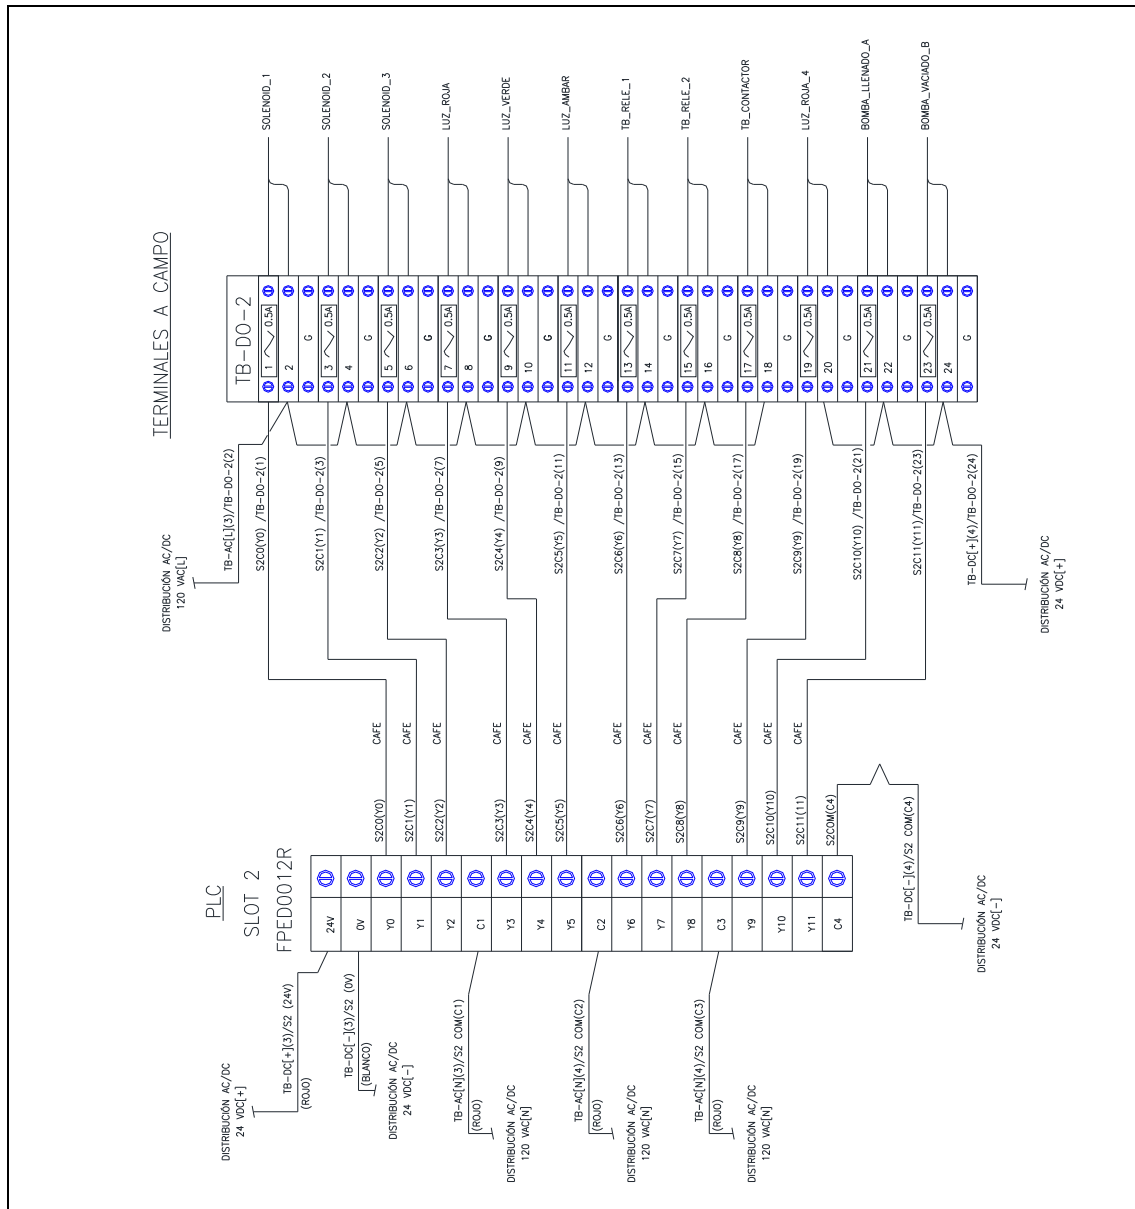 SOLENOID_1
SOLENOID_2
SOLENOID_3
LUZ_ROJA
LUZ_VERDE
LUZ_AMBAR
TB_RELE_1
TB_RELE_2
TB_CONTACTOR
LUZ_ROJA_4
BOMBA_LLENADO_A
BOMBA_VACIADO_B
TERMINALES A CAMPO
TB-DO-2
1 0.5A
2
G
3 0.5A
4
G
5 0.5A
6
G
7 0.5A
8
G
9 0.5A
10
G
11 0.5A
12
G
13 0.5A
14
G
15 0.5A
16
G
17 0.5A
18
G
19 0.5A
20
G
21 0.5A
22
G
23 0.5A
24
G
DISTRIBUCIÓN AC/DC
120 VAC[L]
TB-AC[L](3)/TB-DO-2(2)
S2C0(Y0) /TB-DO-2(1)
S2C1(Y1) /TB-DO-2(3)
S2C2(Y2) /TB-DO-2(5)
S2C3(Y3) /TB-DO-2(7)
S2C4(Y4) /TB-DO-2(9)
S2C5(Y5) /TB-DO-2(11)
S2C6(Y6) /TB-DO-2(13)
S2C7(Y7) /TB-DO-2(15)
S2C8(Y8) /TB-DO-2(17)
S2C9(Y9) /TB-DO-2(19)
S2C10(Y10) /TB-DO-2(21)
S2C11(Y11)/TB-DO-2(23)
TB-DC[+](4)/TB-DO-2(24)
DISTRIBUCIÓN AC/DC
24 VDC[+]
CAFE
CAFE
CAFE
CAFE
CAFE
CAFE
CAFE
CAFE
CAFE
CAFE
CAFE
CAFE
S2C0(Y0)
S2C1(Y1)
S2C2(Y2)
S2C3(Y3)
S2C4(Y4)
S2C5(Y5)
S2C6(Y6)
S2C7(Y7)
S2C8(Y8)
S2C9(Y9)
S2C10(Y10)
S2C11(11)
S2COM(C4)
TB-DC[-](4)/S2 COM(C4)
DISTRIBUCIÓN AC/DC
24 VDC[-]
PLC
SLOT 2
FPED0012R
24V
0V
Y0
Y1
Y2
C1
Y3
Y4
Y5
C2
Y6
Y7
Y8
C3
Y9
Y10
Y11
C4
DISTRIBUCIÓN AC/DC
24 VDC[+]
TB-DC[+](3)/S2 (24V)
(ROJO)
TB-DC[-](3)/S2 (0V)
(BLANCO)
DISTRIBUCIÓN AC/DC
24 VDC[-]
TB-AC[N](3)/S2 COM(C1)
(ROJO)
DISTRIBUCIÓN AC/DC
120 VAC[N]
TB-AC[N](4)/S2 COM(C2)
(ROJO)
DISTRIBUCIÓN AC/DC
120 VAC[N]
TB-AC[N](4)/S2 COM(C3)
(ROJO)
DISTRIBUCIÓN AC/DC
120 VAC[N]